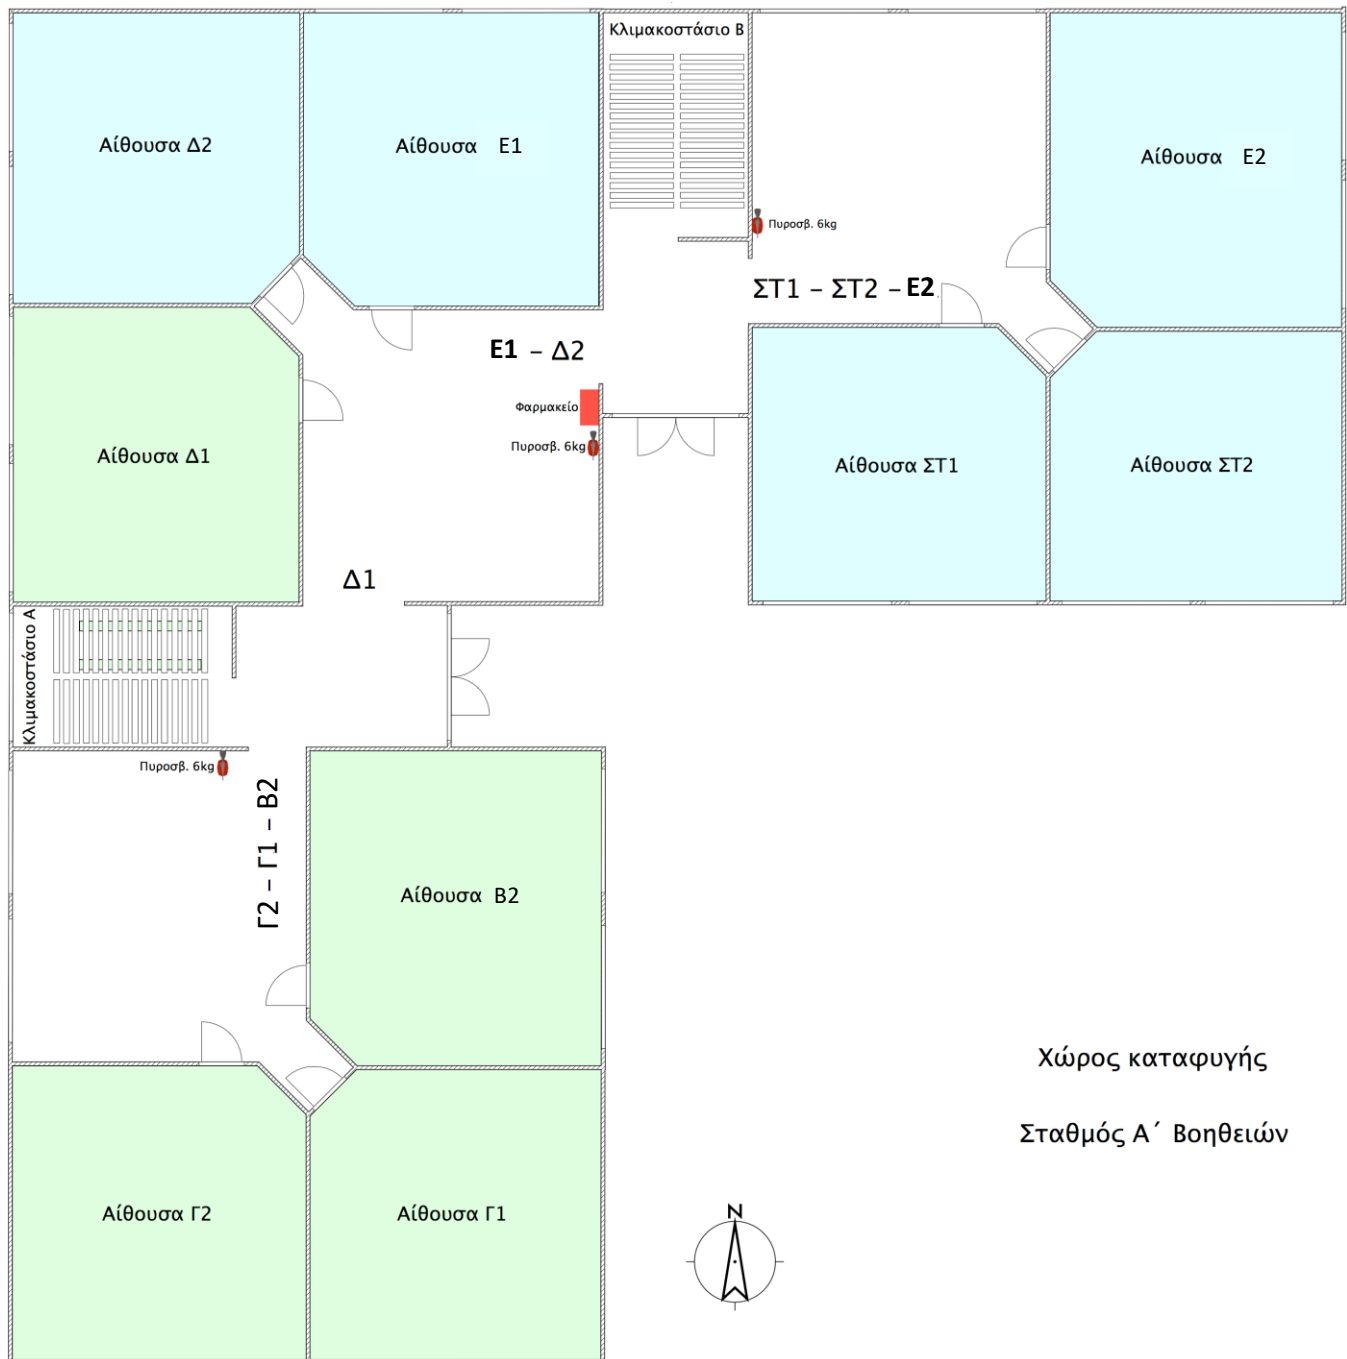 Κλιμακοστάσιο Β
Αίθουσα Δ2
Αίθουσα Ε1
Αίθουσα Ε2
Πυροσβ. 6kg
ΣΤ1 – ΣΤ2 – Ε2
Ε1 – Δ2
Φαρμακείο
Πυροσβ. 6kg
Αίθουσα Δ1
Αίθουσα ΣΤ1
Αίθουσα ΣΤ2
Δ1
Κλιμακοστάσιο Α
Πυροσβ. 6kg
Γ2 – Γ1 – Β2
Αίθουσα Β2
Χώρος καταφυγής
Σταθμός Α΄ Βοηθειών
Αίθουσα Γ2
Αίθουσα Γ1
N